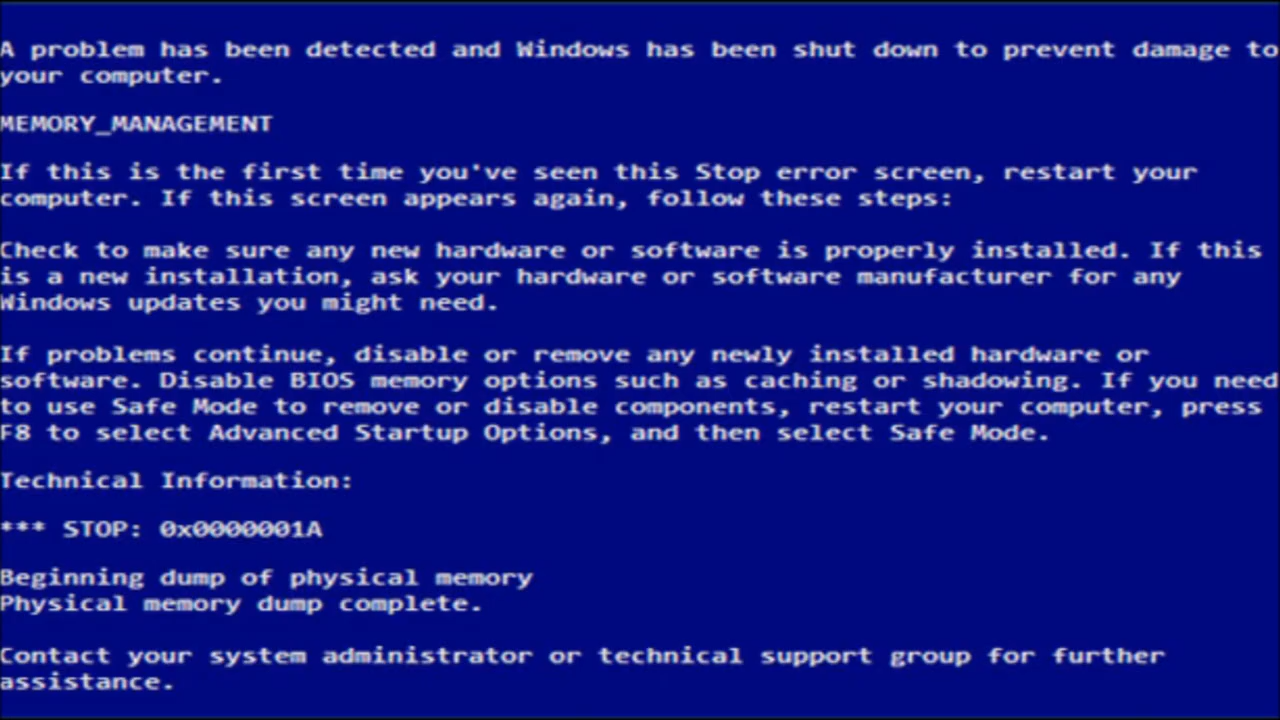 A problem has been detected and Windows has been shut down to prevent damage to
your computer.
MEMORY_MANAGEMENT
If this is the first time you've seen this Stop error screen, restart your
computer. If this screen appears again, follow these steps:
Check to make sure any new hardware or software is properly installed. If this
is a new installation, ask your hardware or software manufacturer for any
Windows updates you might need.
If problems continue, disable or remove any newly installed hardware or
software. Disable BIOS memory options such as caching or shadowing. If you need
to use Safe Mode to remove or disable components, restart your computer, press
F8 to select Advanced Startup Options, and then select Safe Mode.
Technical Information:
*** STOP: 0x0000001A
Beginning dump of physical memory
Physical memory dump complete.
Contact your system administrator or technical support group for further
assistance.